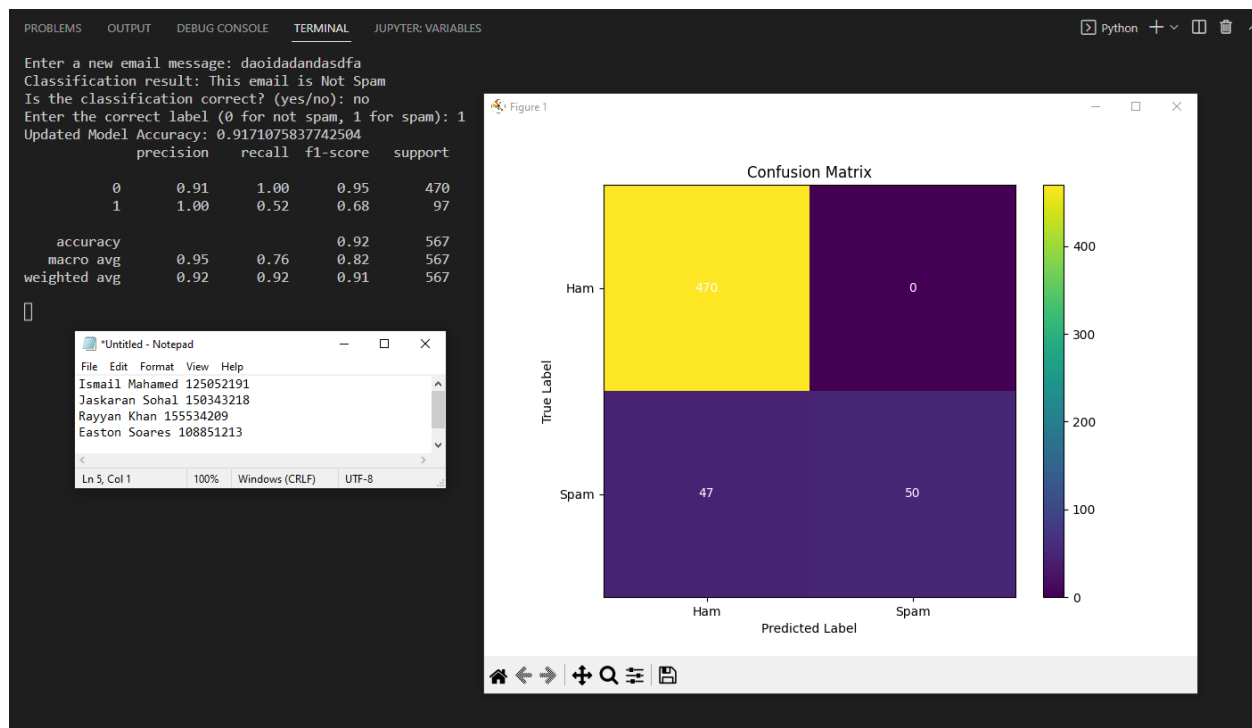 PROBLEMS OUTPUT DEBUG CONSOLE TERMINAL JUPYTER: VARIABLES
Python
Enter a new email message: daoidadandasdfa
Classification result: This email is Not Spam
Is the classification correct? (yes/no): no
Enter the correct label (0 for not spam, 1 for spam): 1
Updated Model Accuracy: 0.9171075837742504
precision recall f1-score support
0 0.91 1.00 0.95 470
1 1.00 0.52 0.68 97
accuracy 0.92 567
macro avg 0.95 0.76 0.82 567
weighted avg 0.92 0.92 0.91 567
*Untitled - Notepad
File Edit Format View Help
Ismail Mahamed 125052191
Jaskaran Sohal 150343218
Rayyan Khan 155534209
Easton Soares 108851213
Ln 5, Col 1 100% Windows (CRLF) UTF-8
Figure 1
Confusion Matrix
True Label
Ham
470 0
Spam
47 50
Ham Spam
Predicted Label
400
300
200
100
0